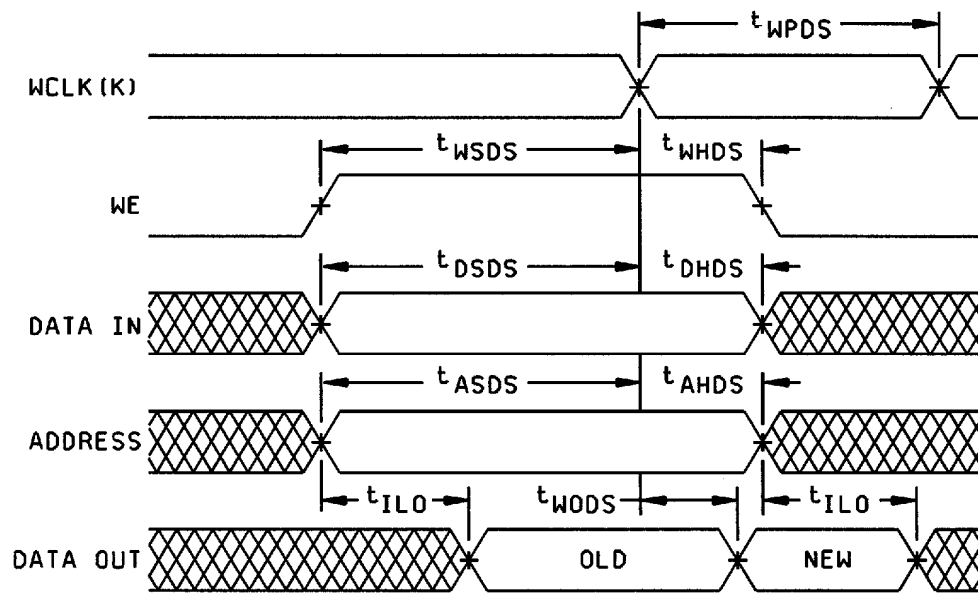 tWPDS
WCLK(K)
tWSDS tWHDS
WE
tDSDS tDHDS
DATA IN
tASDS tAHDS
ADDRESS
tILO tWODS tILO
DATA OUT OLD NEW